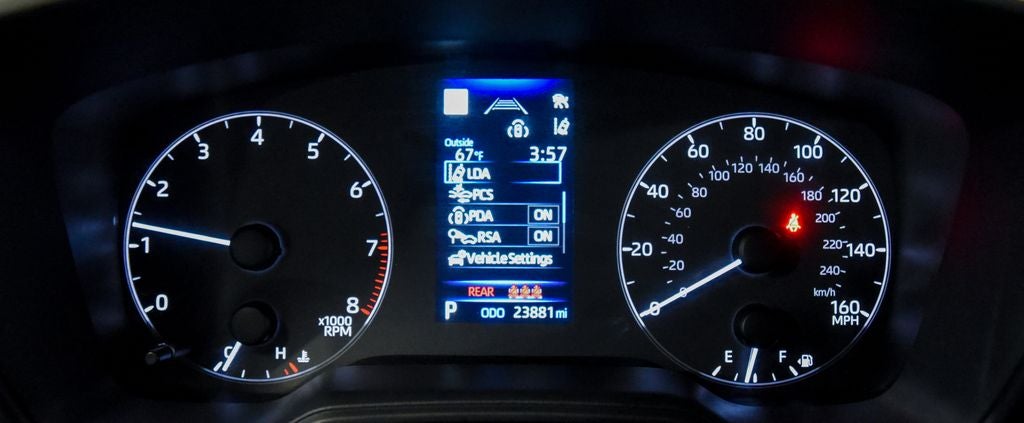 0
1
2
3
4
5
6
7
8
x1000
RPM
C H
Outside
67°F 3:57
LDA
PCS
PDA ON
RSA ON
Vehicle Settings
REAR
P ODO 23881 mi
0
20
40
60
80
100
120
140
160
MPH
0
20
40
60
80
100
120
140
160
180
200
220
240
km/h
E F